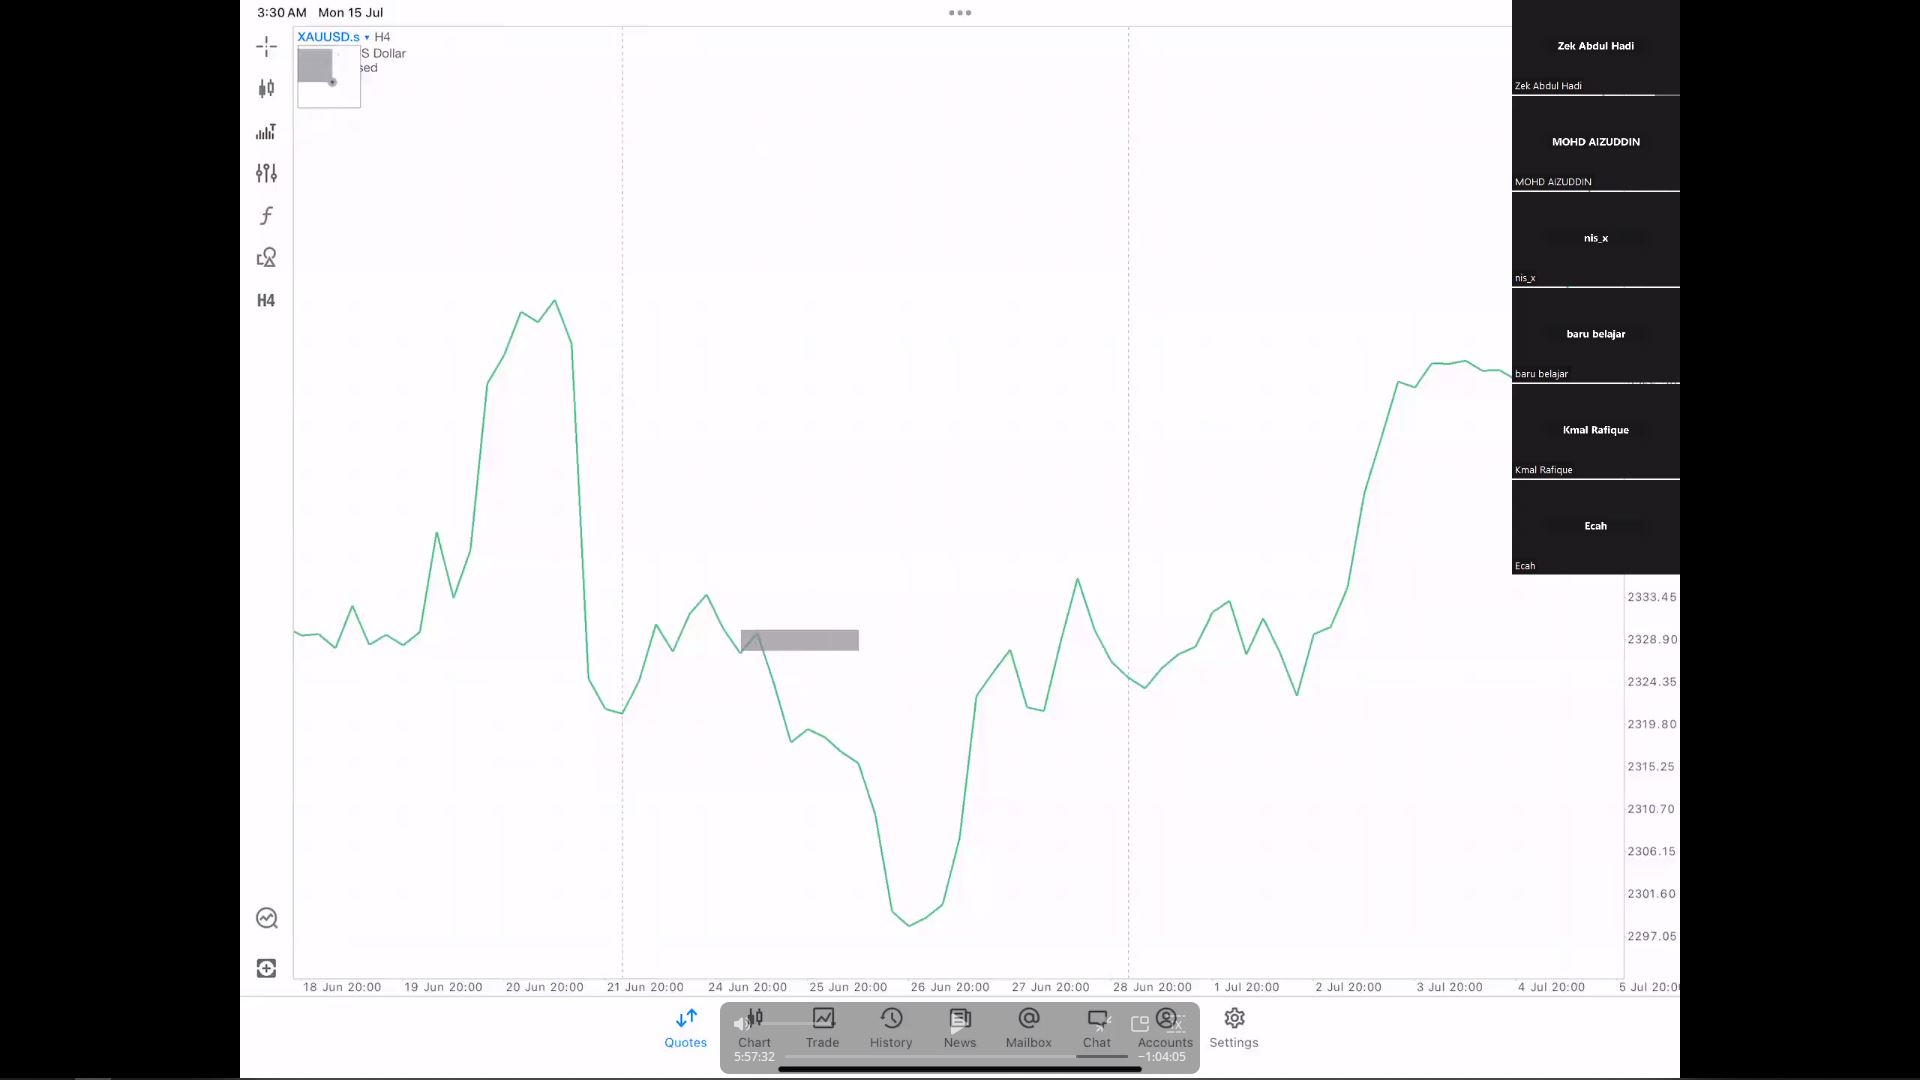 3:30 AM Mon 15 Jul
XAUUSD.s ▾ H4
S Dollar
sed
H4
Zek Abdul Hadi
Zek Abdul Hadi
MOHD AIZUDDIN
MOHD AIZUDDIN
nis_x
nis_x
baru belajar
baru belajar
Kmal Rafique
Kmal Rafique
Ecah
Ecah
2333.45
2328.90
2324.35
2319.80
2315.25
2310.70
2306.15
2301.60
2297.05
18 Jun 20:00 19 Jun 20:00 20 Jun 20:00 21 Jun 20:00 24 Jun 20:00 25 Jun 20:00 26 Jun 20:00 27 Jun 20:00 28 Jun 20:00 1 Jul 20:00 2 Jul 20:00 3 Jul 20:00 4 Jul 20:00 5 Jul 20:0
Quotes Chart Trade History News Mailbox Chat Accounts Settings
5:57:32 −1:04:05